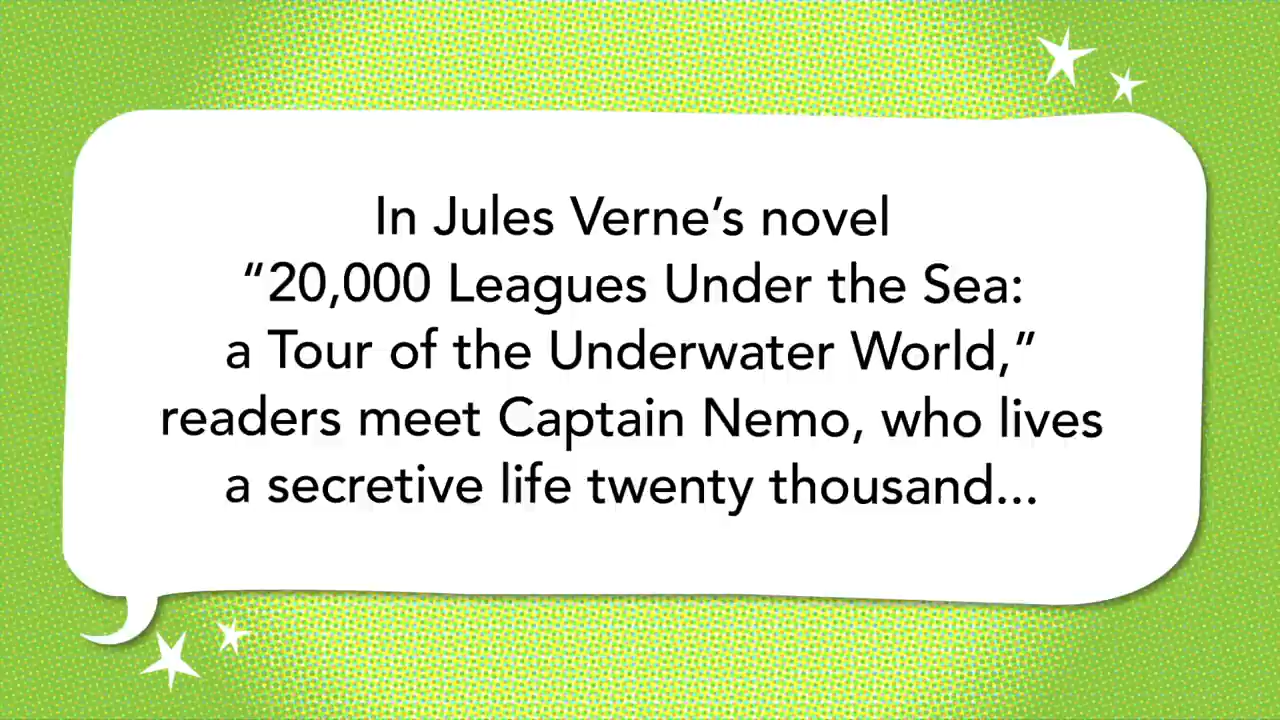 In Jules Verne’s novel
“20,000 Leagues Under the Sea:
a Tour of the Underwater World,”
readers meet Captain Nemo, who lives
a secretive life twenty thousand...